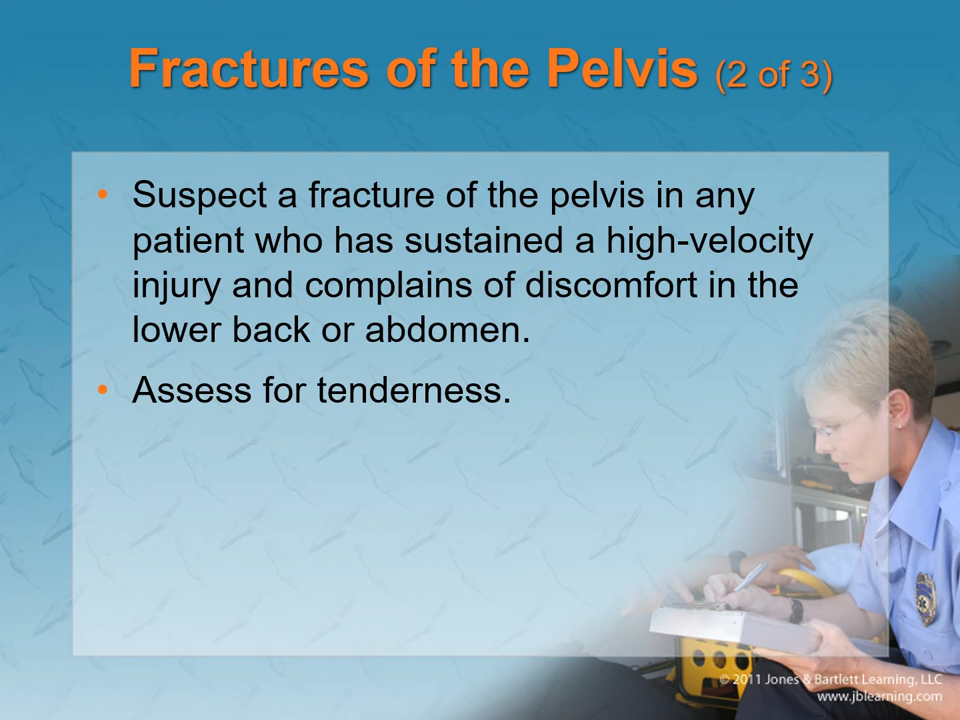 Fractures of the Pelvis (2 of 3)
• Suspect a fracture of the pelvis in any
patient who has sustained a high-velocity
injury and complains of discomfort in the
lower back or abdomen.
• Assess for tenderness.
© 2011 Jones & Bartlett Learning, LLC
www.jblearning.com